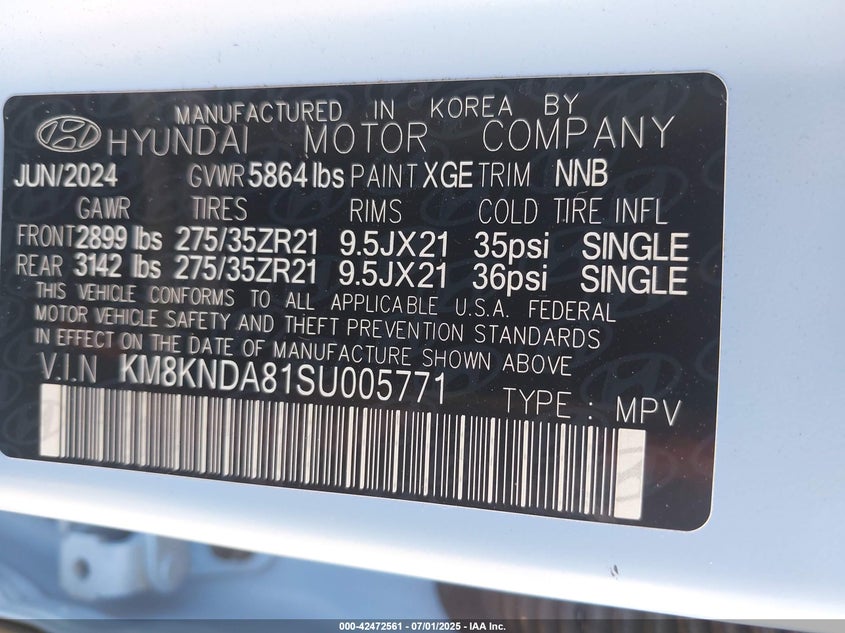 MANUFACTURED IN KOREA BY
HYUNDAI MOTOR COMPANY
JUN/2024 GVWR 5864 lbs PAINT XGE TRIM NNB
GAWR TIRES RIMS COLD TIRE INFL
FRONT 2899 lbs 275/35ZR21 9.5JX21 35psi SINGLE
REAR 3142 lbs 275/35ZR21 9.5JX21 36psi SINGLE
THIS VEHICLE CONFORMS TO ALL APPLICABLE U.S.A. FEDERAL
MOTOR VEHICLE SAFETY AND THEFT PREVENTION STANDARDS
IN EFFECT ON THE DATE OF MANUFACTURE SHOWN ABOVE
V.I.N KM8KNDA81SU005771 TYPE : MPV
000-42472561 - 07/01/2025 - IAA Inc.